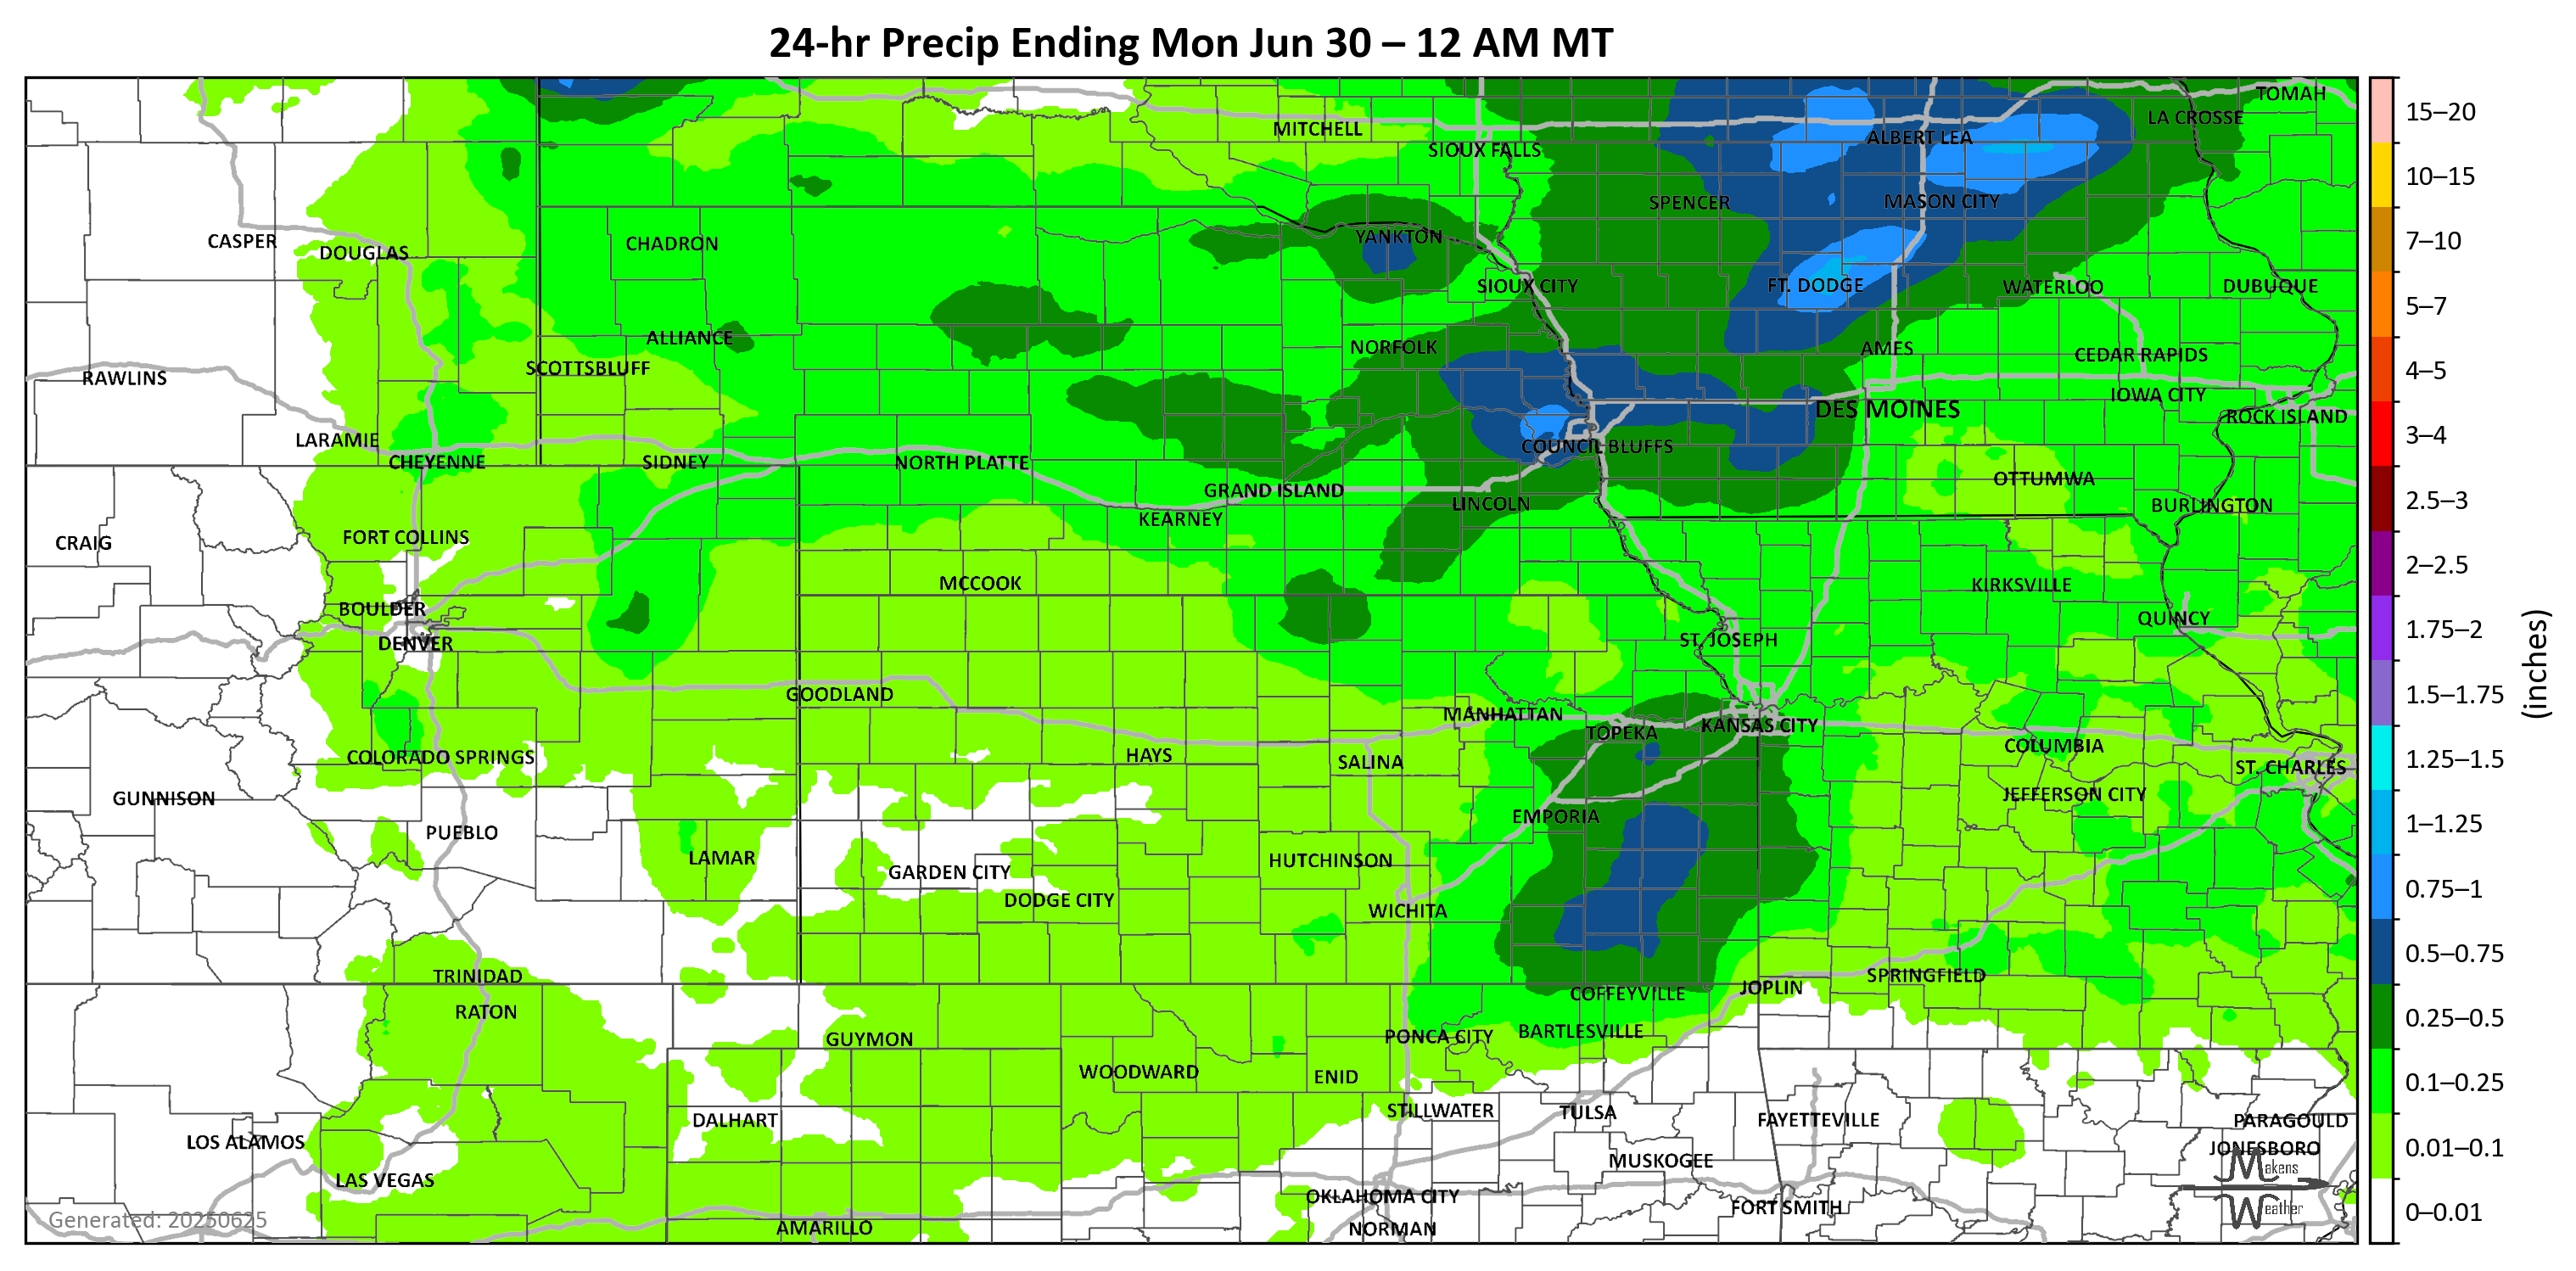 24-hr Precip Ending Mon Jun 30 – 12 AM MT
TOMAH
LA CROSSE
MITCHELL
ALBERT LEA
SIOUX FALLS
SPENCER
MASON CITY
CASPER
DOUGLAS
CHADRON
YANKTON
SIOUX CITY
FT. DODGE
WATERLOO
DUBUQUE
ALLIANCE
NORFOLK
AMES
CEDAR RAPIDS
SCOTTSBLUFF
RAWLINS
IOWA CITY
DES MOINES
ROCK ISLAND
LARAMIE
COUNCIL BLUFFS
CHEYENNE
SIDNEY
NORTH PLATTE
OTTUMWA
GRAND ISLAND
LINCOLN
BURLINGTON
KEARNEY
FORT COLLINS
CRAIG
MCCOOK
KIRKSVILLE
BOULDER
QUINCY
DENVER
ST. JOSEPH
GOODLAND
MANHATTAN
TOPEKA
KANSAS CITY
COLUMBIA
COLORADO SPRINGS
HAYS
SALINA
ST. CHARLES
GUNNISON
JEFFERSON CITY
EMPORIA
PUEBLO
LAMAR
HUTCHINSON
GARDEN CITY
DODGE CITY
WICHITA
TRINIDAD
SPRINGFIELD
JOPLIN
COFFEYVILLE
RATON
BARTLESVILLE
PONCA CITY
GUYMON
WOODWARD
ENID
STILLWATER
TULSA
DALHART
FAYETTEVILLE
PARAGOULD
LOS ALAMOS
JONESBORO
MUSKOGEE
LAS VEGAS
OKLAHOMA CITY
FORT SMITH
AMARILLO
NORMAN
Makens
Weather
Generated: 20250625
15–20
10–15
7–10
5–7
4–5
3–4
2.5–3
2–2.5
1.75–2
1.5–1.75
1.25–1.5
1–1.25
0.75–1
0.5–0.75
0.25–0.5
0.1–0.25
0.01–0.1
0–0.01
(inches)